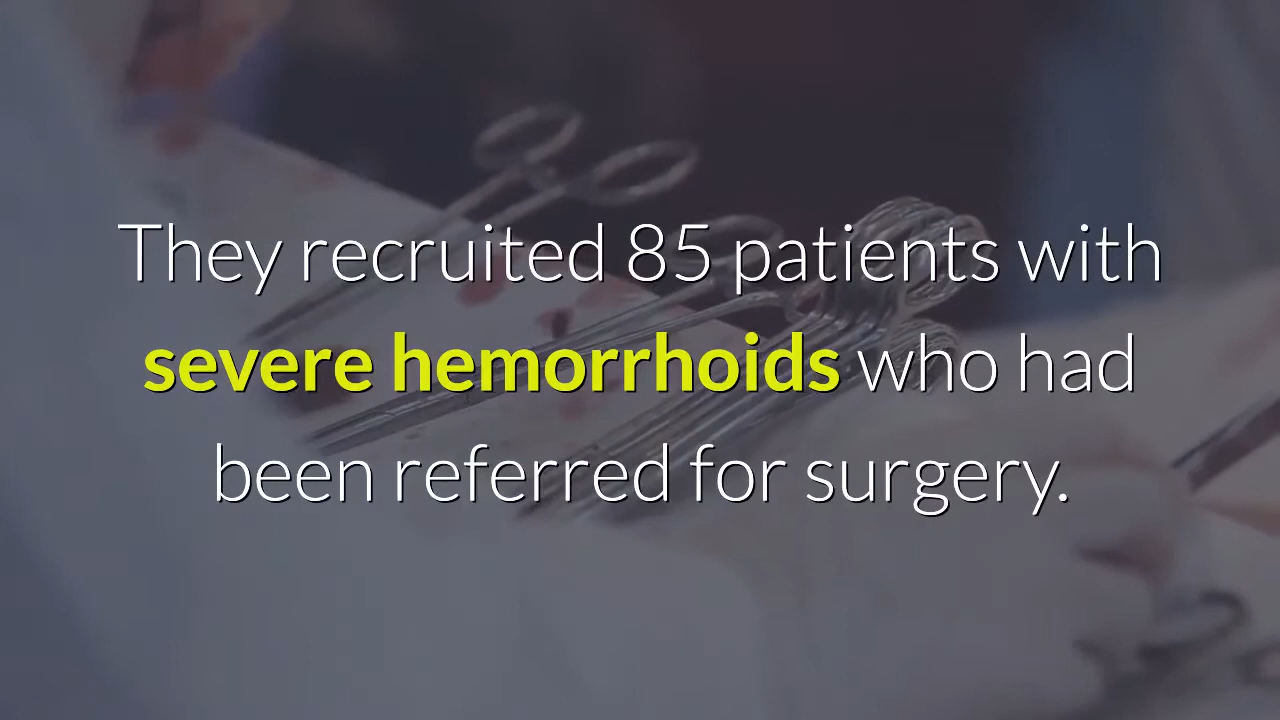 They recruited 85 patients with
severe hemorrhoids who had
been referred for surgery.